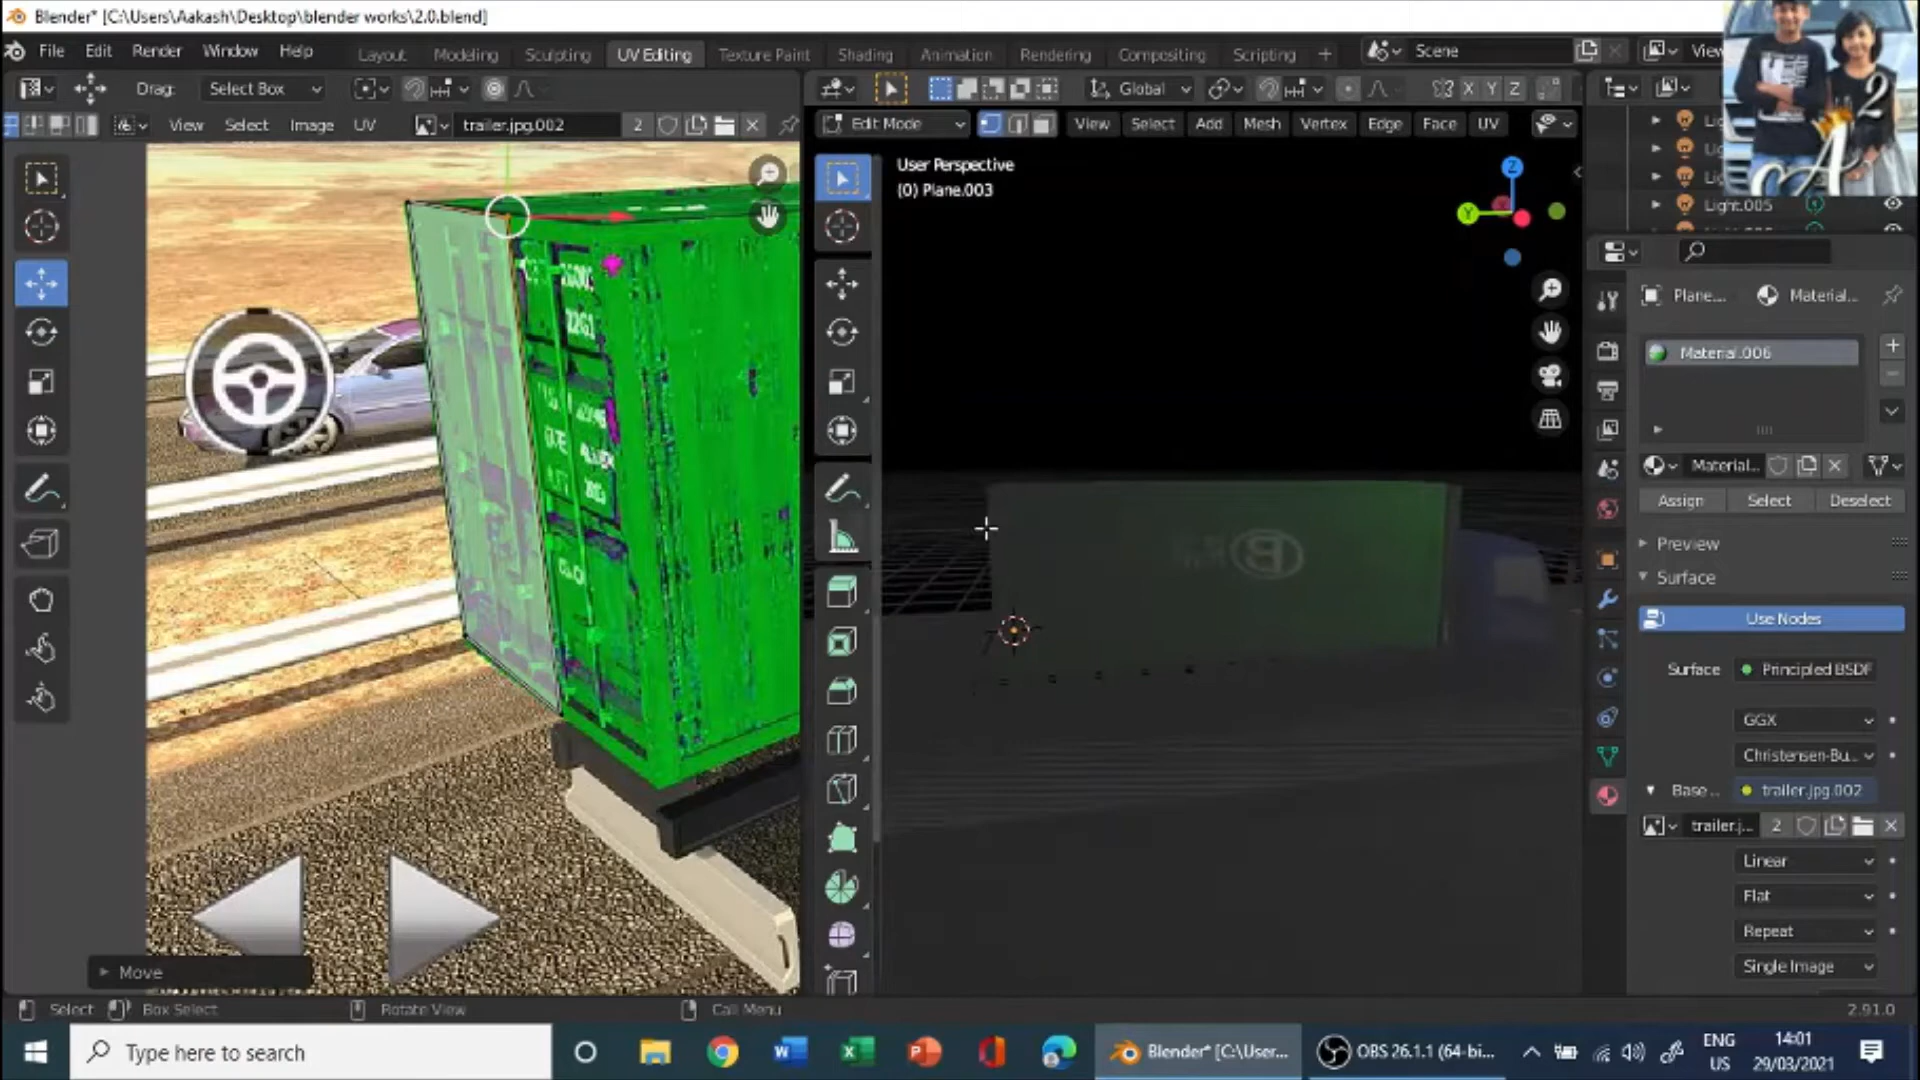 Blender* [C:\Users\Aakash\Desktop\blender works\2.0.blend]
File Edit Render Window Help
Layout Modeling Sculpting UV Editing Texture Paint Shading Animation Rendering Compositing Scripting +
Scene
Drag: Select Box
Global
X Y Z
View Select Image UV trailer.jpg.002 2
Edit Mode View Select Add Mesh Vertex Edge Face UV
User Perspective
(0) Plane.003
Z
Y
Light.005
2
A
22G1
Plane... Material...
Material.006
Material...
Assign Select Deselect
Preview
Surface
Use Nodes
Surface Principled BSDF
GGX
Christensen-Bu...
Base... trailer.jpg.002
trailer.j... 2
Linear
Flat
Repeat
Single Image
Move
Select Box Select Rotate View Call Menu 2.91.0
Type here to search
Blender* [C:\User...
OBS 26.1.1 (64-bi...
ENG
US
14:01
29/03/2021